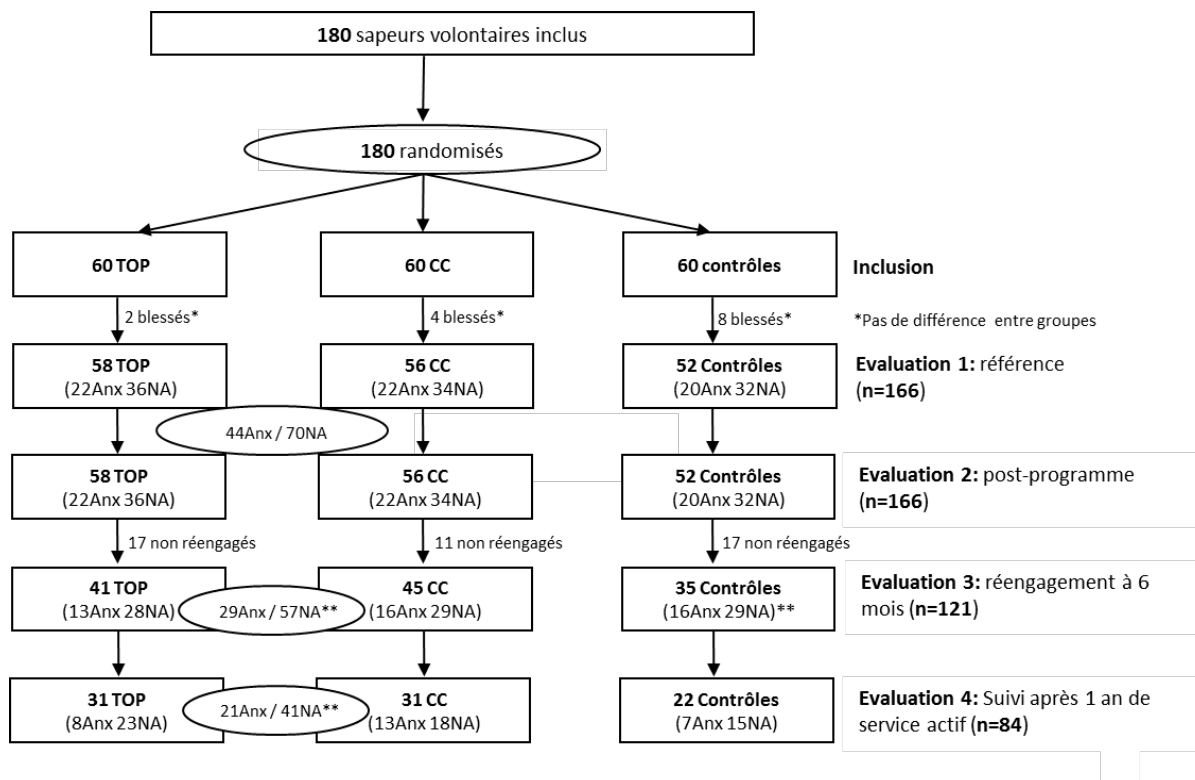 180 sapeurs volontaires inclus
180 randomisés
60 TOP
60 CC
60 contrôles
Inclusion
2 blessés*
4 blessés*
8 blessés*
*Pas de différence entre groupes
58 TOP
(22Anx 36NA)
56 CC
(22Anx 34NA)
52 Contrôles
(20Anx 32NA)
Evaluation 1: référence
(n=166)
44Anx / 70NA
58 TOP
(22Anx 36NA)
56 CC
(22Anx 34NA)
52 Contrôles
(20Anx 32NA)
Evaluation 2: post-programme
(n=166)
17 non réengagés
11 non réengagés
17 non réengagés
41 TOP
(13Anx 28NA)
29Anx / 57NA**
45 CC
(16Anx 29NA)
35 Contrôles
(16Anx 29NA)**
Evaluation 3: réengagement à 6
mois (n=121)
31 TOP
(8Anx 23NA)
21Anx / 41NA**
31 CC
(13Anx 18NA)
22 Contrôles
(7Anx 15NA)
Evaluation 4: Suivi après 1 an de
service actif (n=84)